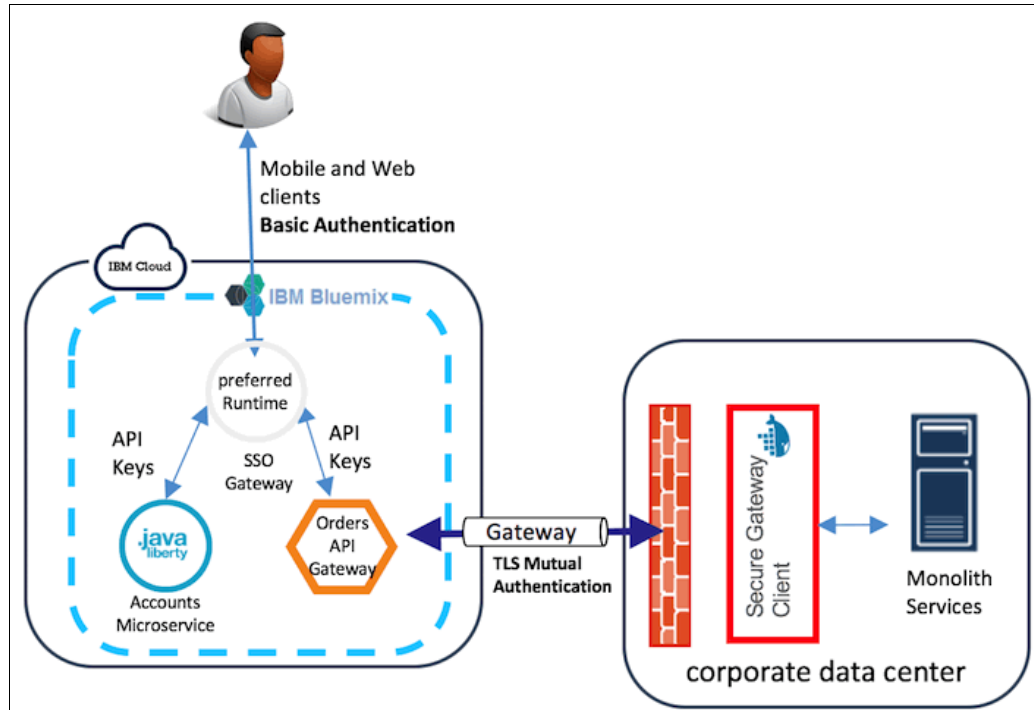 Mobile and Web
clients
Basic Authentication
IBM Cloud
IBM Bluemix
preferred
Runtime
API
Keys
API
Keys
SSO
Gateway
java
liberty
Accounts
Microservice
Orders
API
Gateway
Gateway
TLS Mutual
Authentication
Secure Gateway
Client
Monolith
Services
corporate data center